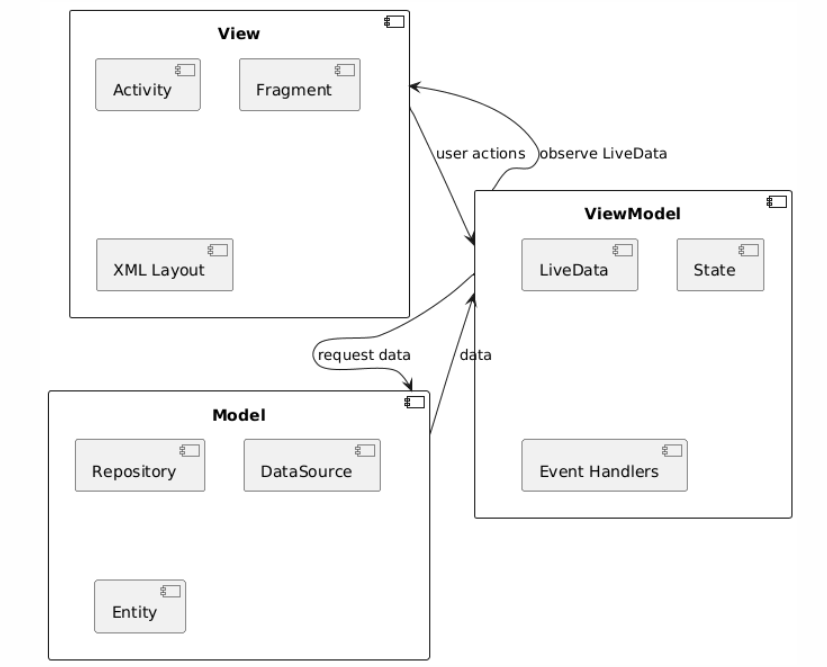 View
Activity
Fragment
user actions
observe LiveData
XML Layout
ViewModel
LiveData
State
request data
data
Model
Repository
DataSource
Event Handlers
Entity